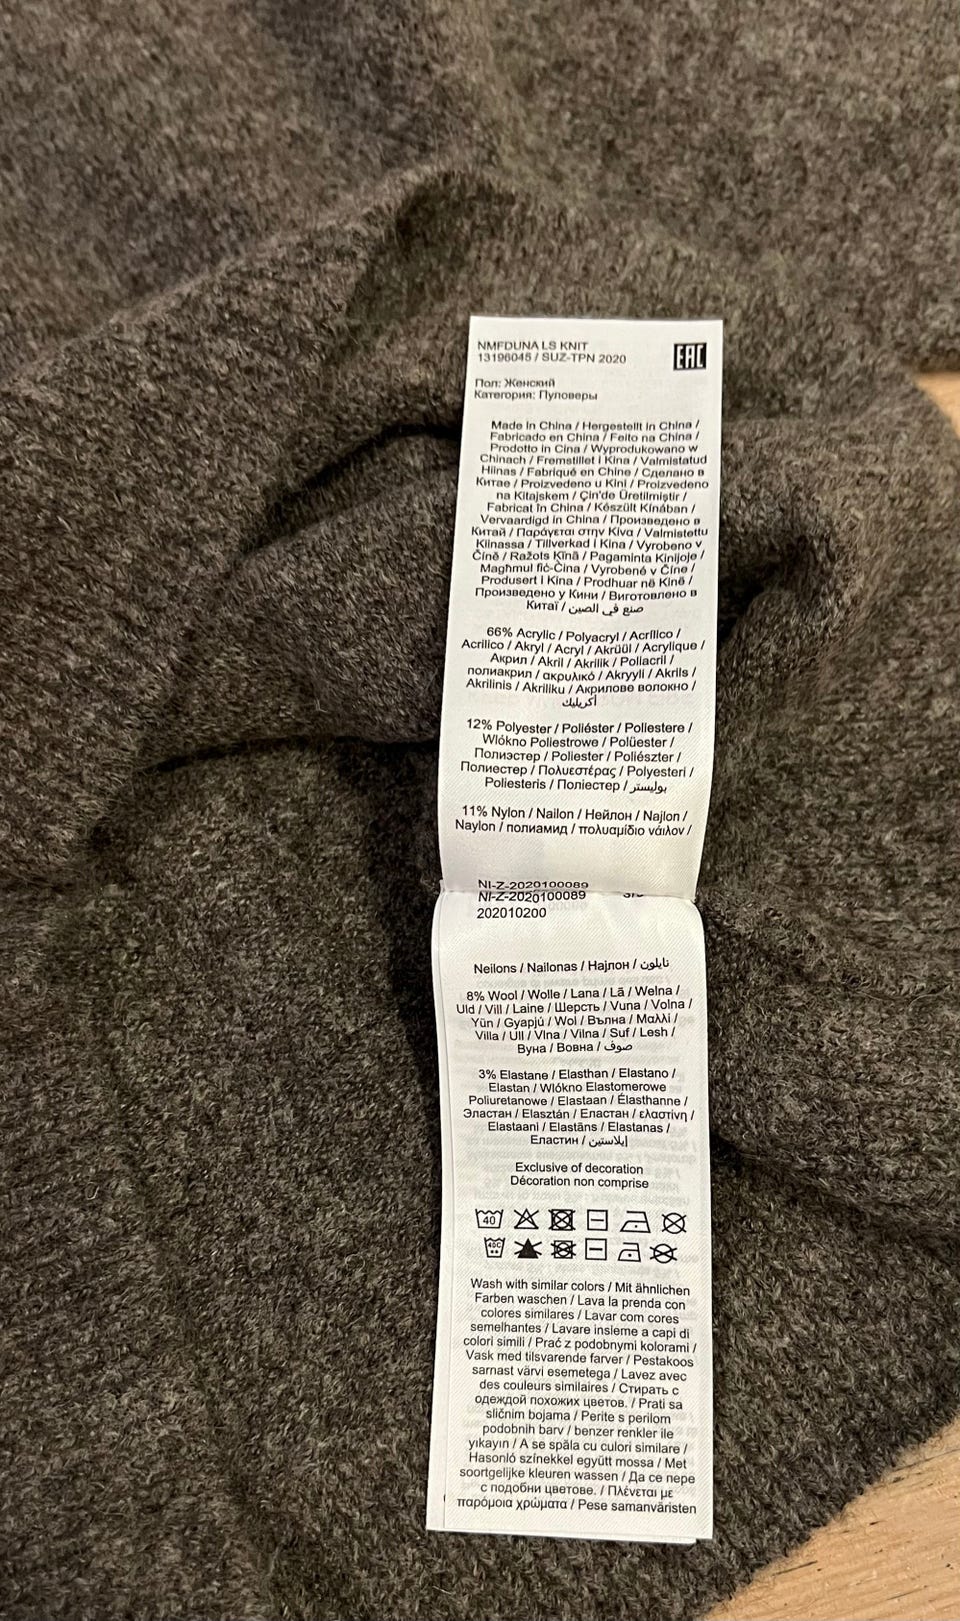 NMFDUNA LS KNIT
13196045 / SUZ-TPN 2020
EAC
Пол: Женский
Категория: Пуловеры
Made in China / Hergestellt in China /
Fabricado en China / Feito na China /
Prodotto in Cina / Wyprodukowano w
Chinach / Fremstillet i Kina / Valmistatud
Hiinas / Fabriqué en Chine / Сделано в
Китае / Proizvedeno u Kini / Proizvedeno
na Kitajskem / Çin'de Üretilmiştir /
Fabricat în China / Készült Kínában /
Vervaardigd in China / Произведено в
Китай / Παράγεται στην Κίνα / Valmistettu
Kiinassa / Tillverkad i Kina / Vyrobeno v
Číně / Ražots Ķīnā / Pagaminta Kinijoje /
Magħmul fiċ-Ċina / Vyrobené v Číne /
Produsert i Kina / Prodhuar në Kinë /
Произведено у Кини / Виготовлено в
Китаї / صنع في الصين
66% Acrylic / Polyacryl / Acrílico /
Acrilico / Akryl / Acryl / Akrüül / Acrylique /
Акрил / Akril / Akrilik / Poliacril /
полиакрил / ακρυλικό / Akryyli / Akrils /
Akrilinis / Akriliku / Акрилове волокно /
أكريليك
12% Polyester / Poliéster / Poliestere /
Włókno Poliestrowe / Polüester /
Полиэстер / Poliester / Poliészter /
Полиестер / Πολυεστέρας / Polyesteri /
Poliesteris / Поліестер / بوليستر
11% Nylon / Nailon / Нейлон / Najlon /
Naylon / полиамид / πολυαμίδιο νάιλον /
NI-Z-2020100089
NI-Z-2020100089
202010200
Neilons / Nailonas / Најлон / نايلون
8% Wool / Wolle / Lana / Lã / Wełna /
Uld / Vill / Laine / Шерсть / Vuna / Volna /
Yün / Gyapjú / Wol / Вълна / Μαλλί /
Villa / Ull / Vlna / Vilna / Suf / Lesh /
Вуна / Вовна / صوف
3% Elastane / Elasthan / Elastano /
Elastan / Włókno Elastomerowe
Poliuretanowe / Elastaan / Élasthanne /
Эластан / Elasztán / Еластан / ελαστίνη /
Elastaani / Elastāns / Elastanas /
Еластин / إيلاستين
Exclusive of decoration
Décoration non comprise
40
40C
Wash with similar colors / Mit ähnlichen
Farben waschen / Lava la prenda con
colores similares / Lavar com cores
semelhantes / Lavare insieme a capi di
colori simili / Prać z podobnymi kolorami /
Vask med tilsvarende farver / Pestakoos
sarnast värvi esemetega / Lavez avec
des couleurs similaires / Стирать с
одеждой похожих цветов. / Prati sa
sličnim bojama / Perite s perilom
podobnih barv / benzer renkler ile
yıkayın / A se spăla cu culori similare /
Hasonló színekkel együtt mossa / Met
soortgelijke kleuren wassen / Да се пере
с подобни цветове. / Πλένεται με
παρόμοια χρώματα / Pese samanväristen